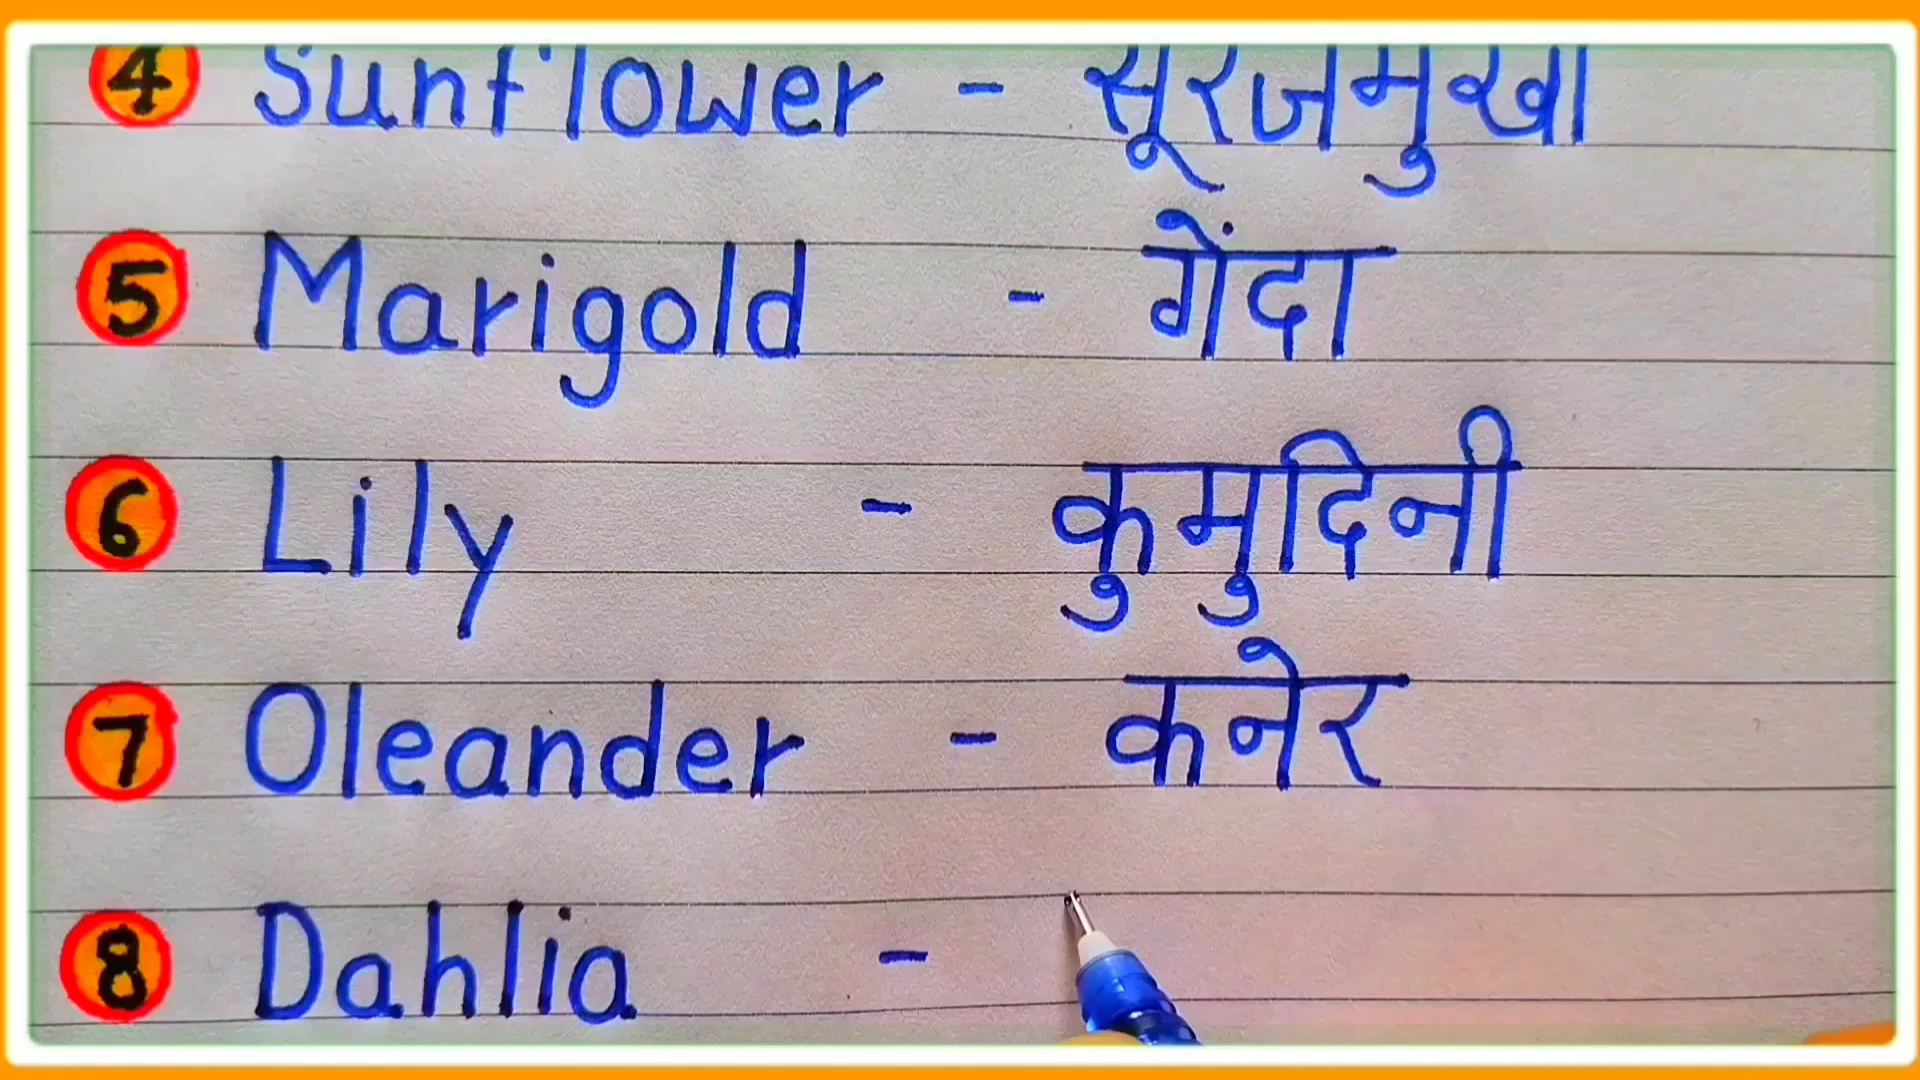 4 Sunflower - सूरजमुखी
5 Marigold - गेंदा
6 Lily - कुमुदिनी
7 Oleander - कनेर
8 Dahlia -